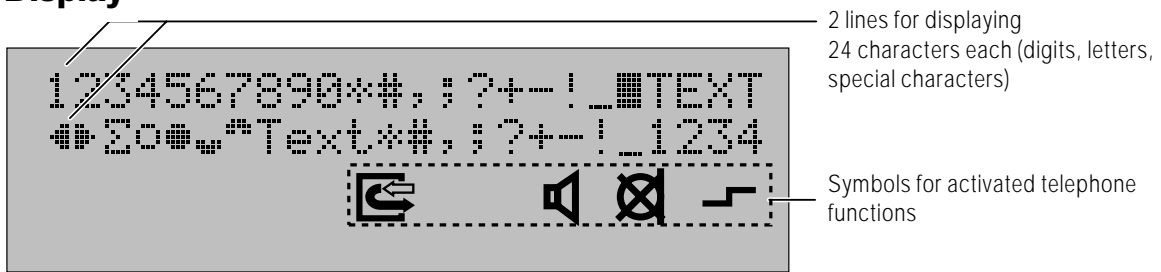 Display
2 lines for displaying
24 characters each (digits, letters,
special characters)
1234567890*#,;?+-!_■TEXT
◀▶Σ○●◡^Text*#,;?+-!_1234
Symbols for activated telephone
functions